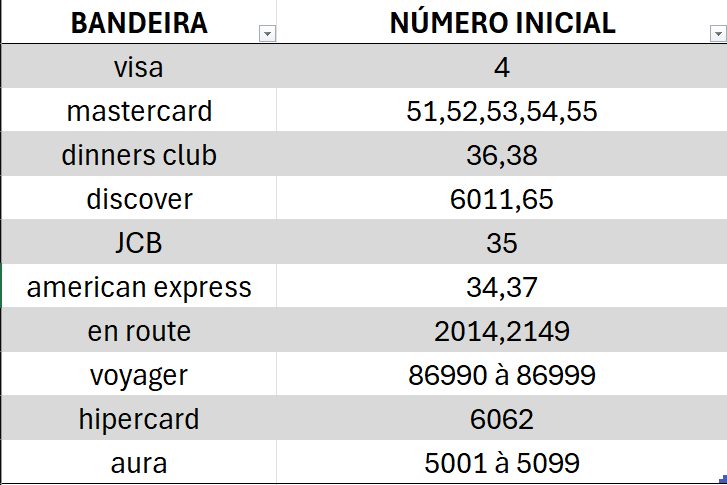 BANDEIRA NÚMERO INICIAL
visa 4
mastercard 51,52,53,54,55
dinners club 36,38
discover 6011,65
JCB 35
american express 34,37
en route 2014,2149
voyager 86990 à 86999
hipercard 6062
aura 5001 à 5099